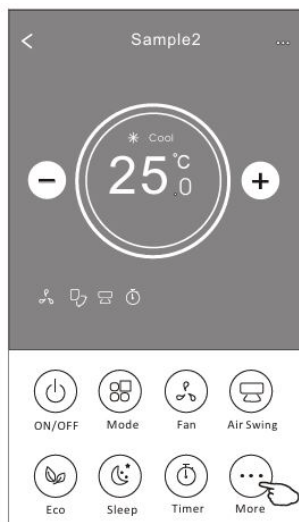 Sample2
...
Cool
25.0°C
ON/OFF Mode Fan Air Swing
Eco Sleep Timer More